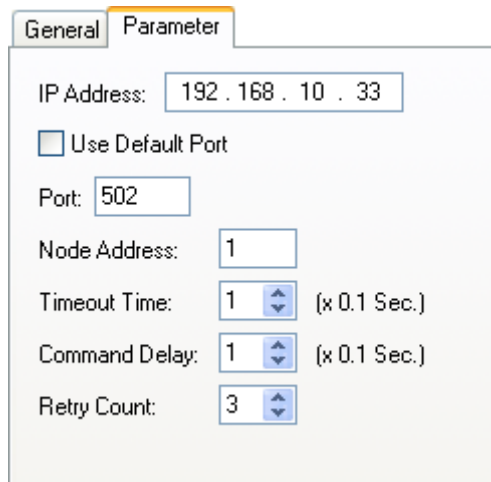 General Parameter
IP Address: 192 . 168 . 10 . 33
Use Default Port
Port: 502
Node Address: 1
Timeout Time: 1 (x 0.1 Sec.)
Command Delay: 1 (x 0.1 Sec.)
Retry Count: 3